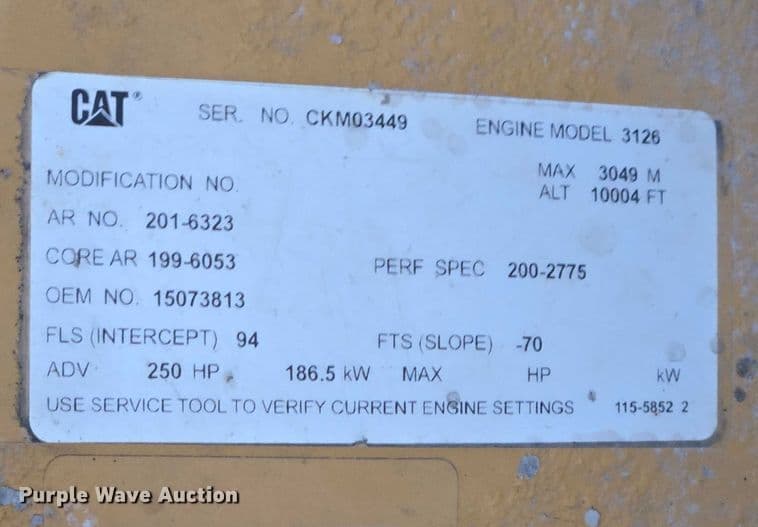 CAT® SER. NO. CKM03449 ENGINE MODEL 3126
MAX 3049 M
MODIFICATION NO.
ALT 10004 FT
AR NO. 201-6323
CORE AR 199-6053 PERF SPEC 200-2775
OEM NO. 15073813
FLS (INTERCEPT) 94 FTS (SLOPE) -70
ADV 250 HP 186.5 kW MAX HP kW
USE SERVICE TOOL TO VERIFY CURRENT ENGINE SETTINGS 115-5852 2
Purple Wave Auction